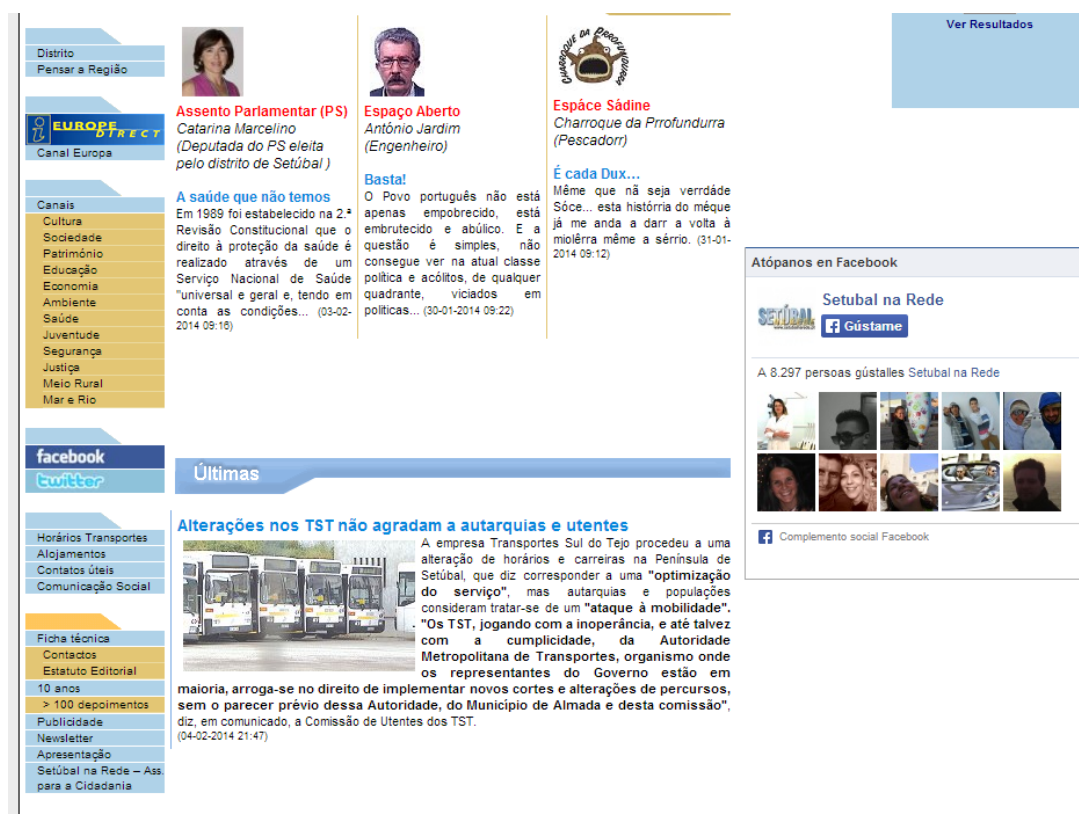 Distrito
Pensar a Região
i EUROPE
DIRECT
Canal Europa
Canais
Cultura
Sociedade
Património
Educação
Economia
Ambiente
Saúde
Juventude
Segurança
Justiça
Meio Rural
Mar e Rio
facebook
twitter
Horários Transportes
Alojamentos
Contatos úteis
Comunicação Social
Ficha técnica
Contactos
Estatuto Editorial
10 anos
> 100 depoimentos
Publicidade
Newsletter
Apresentação
Setúbal na Rede – Ass.
para a Cidadania
Assento Parlamentar (PS)
Catarina Marcelino
(Deputada do PS eleita
pelo distrito de Setúbal )
A saúde que não temos
Em 1989 foi estabelecido na 2.ª
Revisão Constitucional que o
direito à proteção da saúde é
realizado através de um
Serviço Nacional de Saúde
"universal e geral e, tendo em
conta as condições... (03-02-
2014 09:16)
Espaço Aberto
António Jardim
(Engenheiro)
Basta!
O Povo português não está
apenas empobrecido, está
embrutecido e abúlico. E a
questão é simples, não
consegue ver na atual classe
política e acólitos, de qualquer
quadrante, viciados em
políticas... (30-01-2014 09:22)
CHARROQUE DA PRROFUNDURRA
Espáce Sádine
Charroque da Prrofundurra
(Pescadorr)
É cada Dux...
Même que nã seja verrdáde
Sóce... esta histórria do méque
já me anda a darr a volta à
miolêrra même a sérrio. (31-01-
2014 09:12)
Últimas
Alterações nos TST não agradam a autarquias e utentes
A empresa Transportes Sul do Tejo procedeu a uma
alteração de horários e carreiras na Península de
Setúbal, que diz corresponder a uma "optimização
do serviço", mas autarquias e populações
consideram tratar-se de um "ataque à mobilidade".
"Os TST, jogando com a inoperância, e até talvez
com a cumplicidade, da Autoridade
Metropolitana de Transportes, organismo onde
os representantes do Governo estão em
maioria, arroga-se no direito de implementar novos cortes e alterações de percursos,
sem o parecer prévio dessa Autoridade, do Município de Almada e desta comissão",
diz, em comunicado, a Comissão de Utentes dos TST.
(04-02-2014 21:47)
Ver Resultados
Atópanos en Facebook
SETÚBAL
Setubal na Rede
Gústame
A 8.297 persoas gústalles Setubal na Rede
Complemento social Facebook